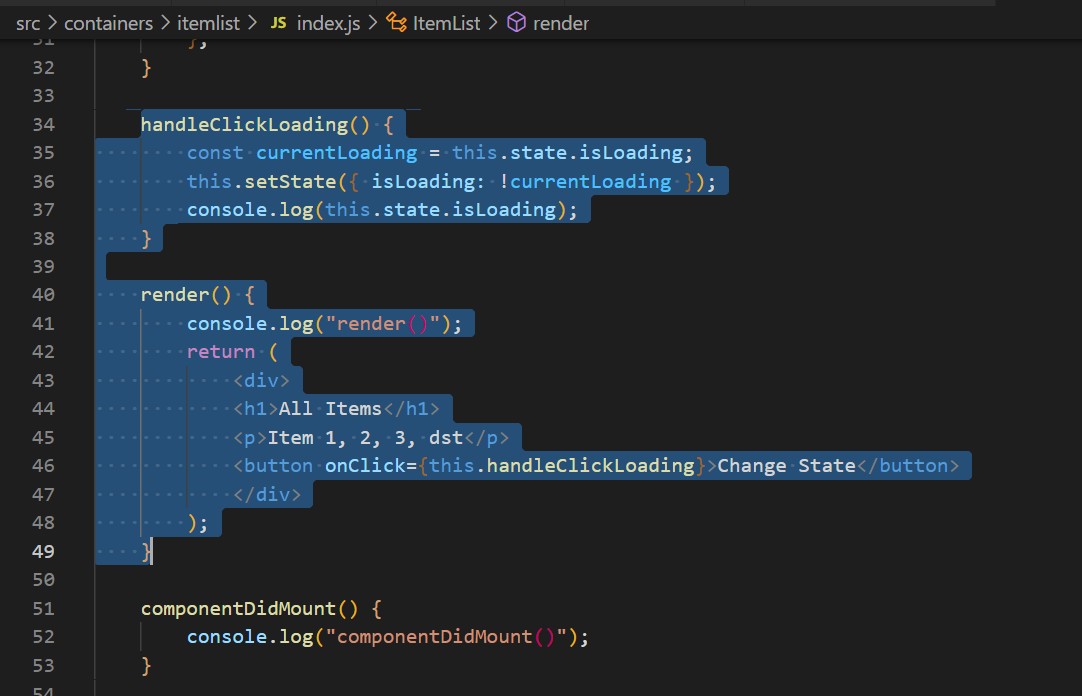 src > containers > itemlist > JS index.js > ItemList > render
31 };
32 }
33
34 handleClickLoading() {
35 const currentLoading = this.state.isLoading;
36 this.setState({ isLoading: !currentLoading });
37 console.log(this.state.isLoading);
38 }
39
40 render() {
41 console.log("render()");
42 return (
43 <div>
44 <h1>All Items</h1>
45 <p>Item 1, 2, 3, dst</p>
46 <button onClick={this.handleClickLoading}>Change State</button>
47 </div>
48 );
49 }
50
51 componentDidMount() {
52 console.log("componentDidMount()");
53 }
54